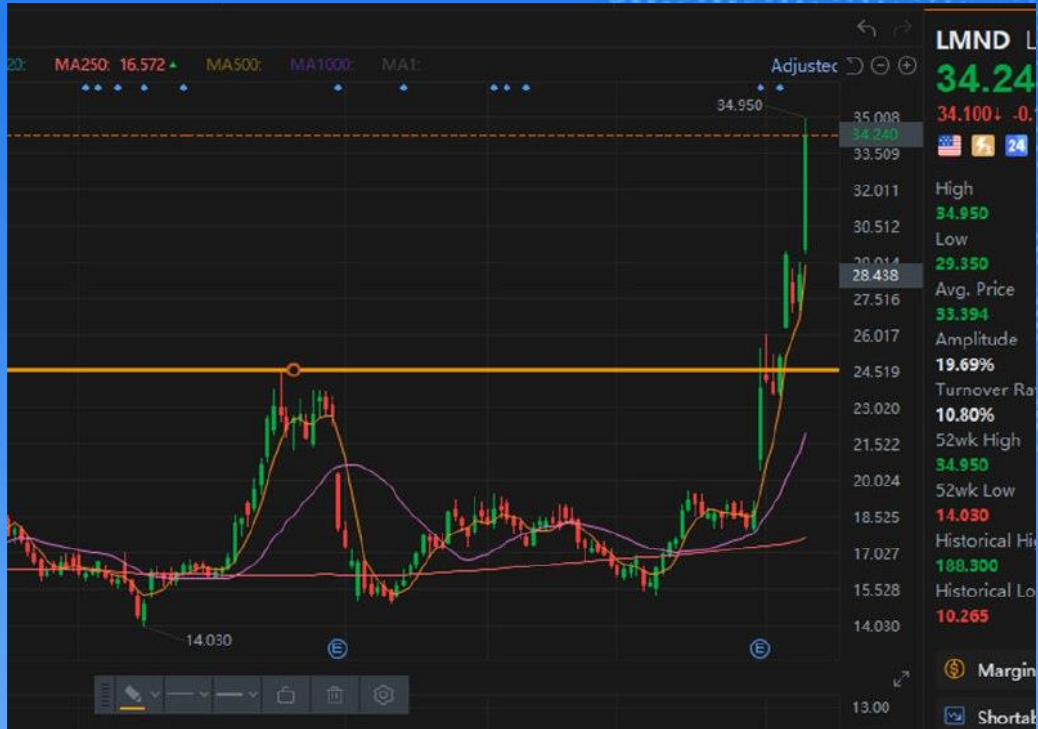 20: MA250: 16.572 MA500: MA1000: MA1: Adjusted
34.950
35.008
34.240
33.509
32.011
30.512
28.438
27.516
26.017
24.519
23.020
21.522
20.024
18.525
17.027
15.528
14.030
14.030
13.00
E
E
LMND
34.24
34.100↓ -0.
24
High
34.950
Low
29.350
Avg. Price
33.394
Amplitude
19.69%
Turnover
10.80%
52wk High
34.950
52wk Low
14.030
Historical
188.300
Historical
10.265
Margin